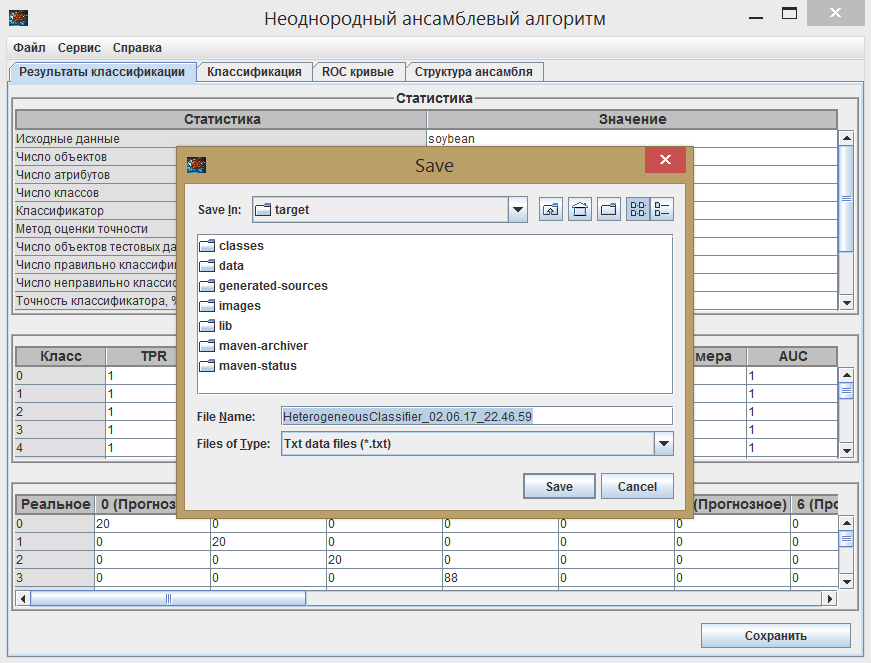 Неоднородный ансамблевый алгоритм
Файл Сервис Справка
Результаты классификации Классификация ROC кривые Структура ансамбля
Статистика
Статистика Значение
Исходные данные soybean
Число объектов
Число атрибутов
Число классов
Классификатор
Метод оценки точности
Число объектов тестовых да
Число правильно классифи
Число неправильно классис
Точность классификатора, %
Save
Save In: target
classes
data
generated-sources
images
lib
maven-archiver
maven-status
File Name: HeterogeneousClassifier_02.06.17_22.46.59
Files of Type: Txt data files (*.txt)
Save Cancel
Класс TPR мера AUC
0 1 1
1 1 1
2 1 1
3 1 1
4 1 1
Реальное 0 (Прогноз (Прогнозное) 6 (Про
0 20 0 0 0 0 0 0
1 0 20 0 0 0 0 0
2 0 0 20 0 0 0 0
3 0 0 0 88 0 0 0
Сохранить